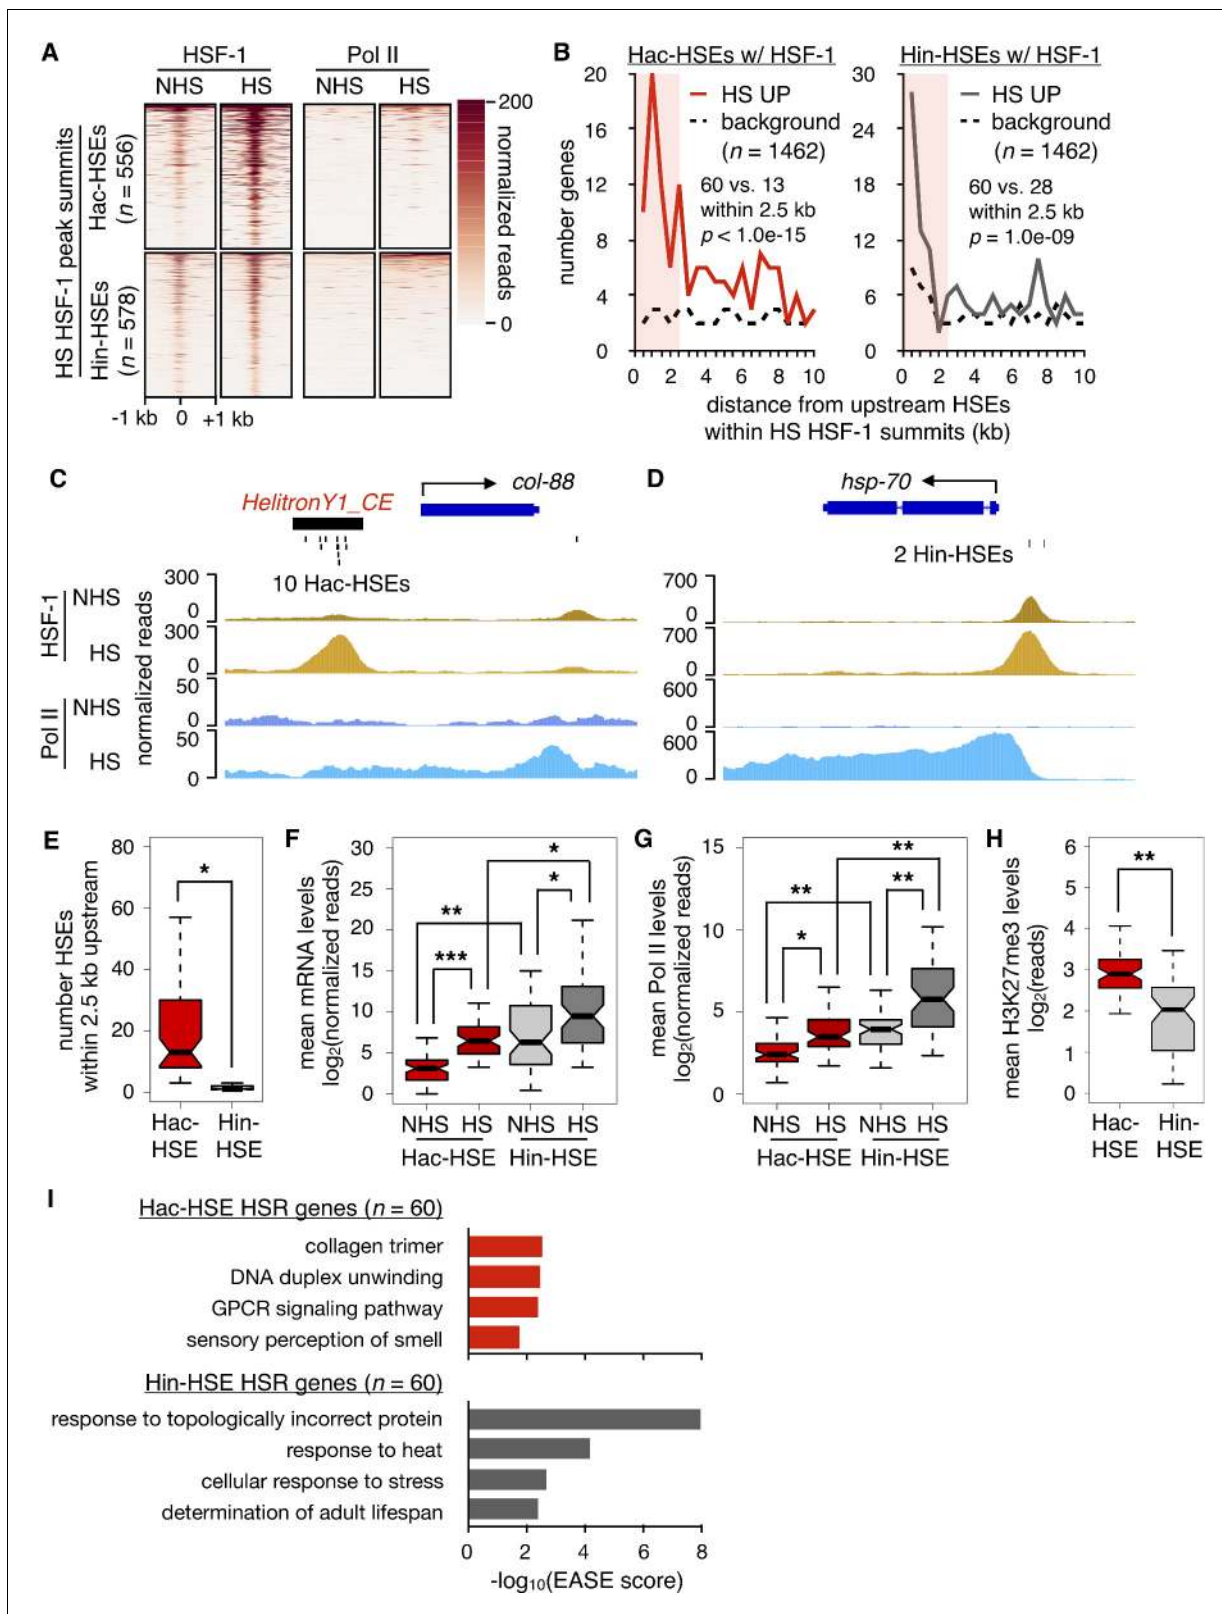 A
HSF-1
Pol II
NHS
HS
NHS
HS
HS HSF-1 peak summits
Hac-HSEs
(n = 556)
Hin-HSEs
(n = 578)
-1 kb
0
+1 kb
200
0
normalized reads
B
Hac-HSEs w/ HSF-1
20
16
12
8
4
0
number genes
HS UP
background
(n = 1462)
60 vs. 13
within 2.5 kb
p < 1.0e-15
0 2 4 6 8 10
Hin-HSEs w/ HSF-1
30
24
18
12
6
0
HS UP
background
(n = 1462)
60 vs. 28
within 2.5 kb
p = 1.0e-09
0 2 4 6 8 10
distance from upstream HSEs
within HS HSF-1 summits (kb)
C
col-88
HelitronY1_CE
10 Hac-HSEs
HSF-1
NHS
HS
Pol II
NHS
HS
normalized reads
300
0
300
0
50
0
50
0
D
hsp-70
2 Hin-HSEs
700
0
700
0
600
0
600
0
E
number HSEs
within 2.5 kb upstream
80
60
40
20
0
*
Hac-
HSE
Hin-
HSE
F
mean mRNA levels
log2(normalized reads)
30
25
20
15
10
5
0
*
*
**
***
NHS HS NHS HS
Hac-HSE Hin-HSE
G
mean Pol II levels
log2(normalized reads)
15
10
5
0
**
**
**
*
NHS HS NHS HS
Hac-HSE Hin-HSE
H
mean H3K27me3 levels
log2(reads)
6
5
4
3
2
1
0
**
Hac-
HSE
Hin-
HSE
I
Hac-HSE HSR genes (n = 60)
collagen trimer
DNA duplex unwinding
GPCR signaling pathway
sensory perception of smell
Hin-HSE HSR genes (n = 60)
response to topologically incorrect protein
response to heat
cellular response to stress
determination of adult lifespan
0 2 4 6 8
-log10(EASE score)